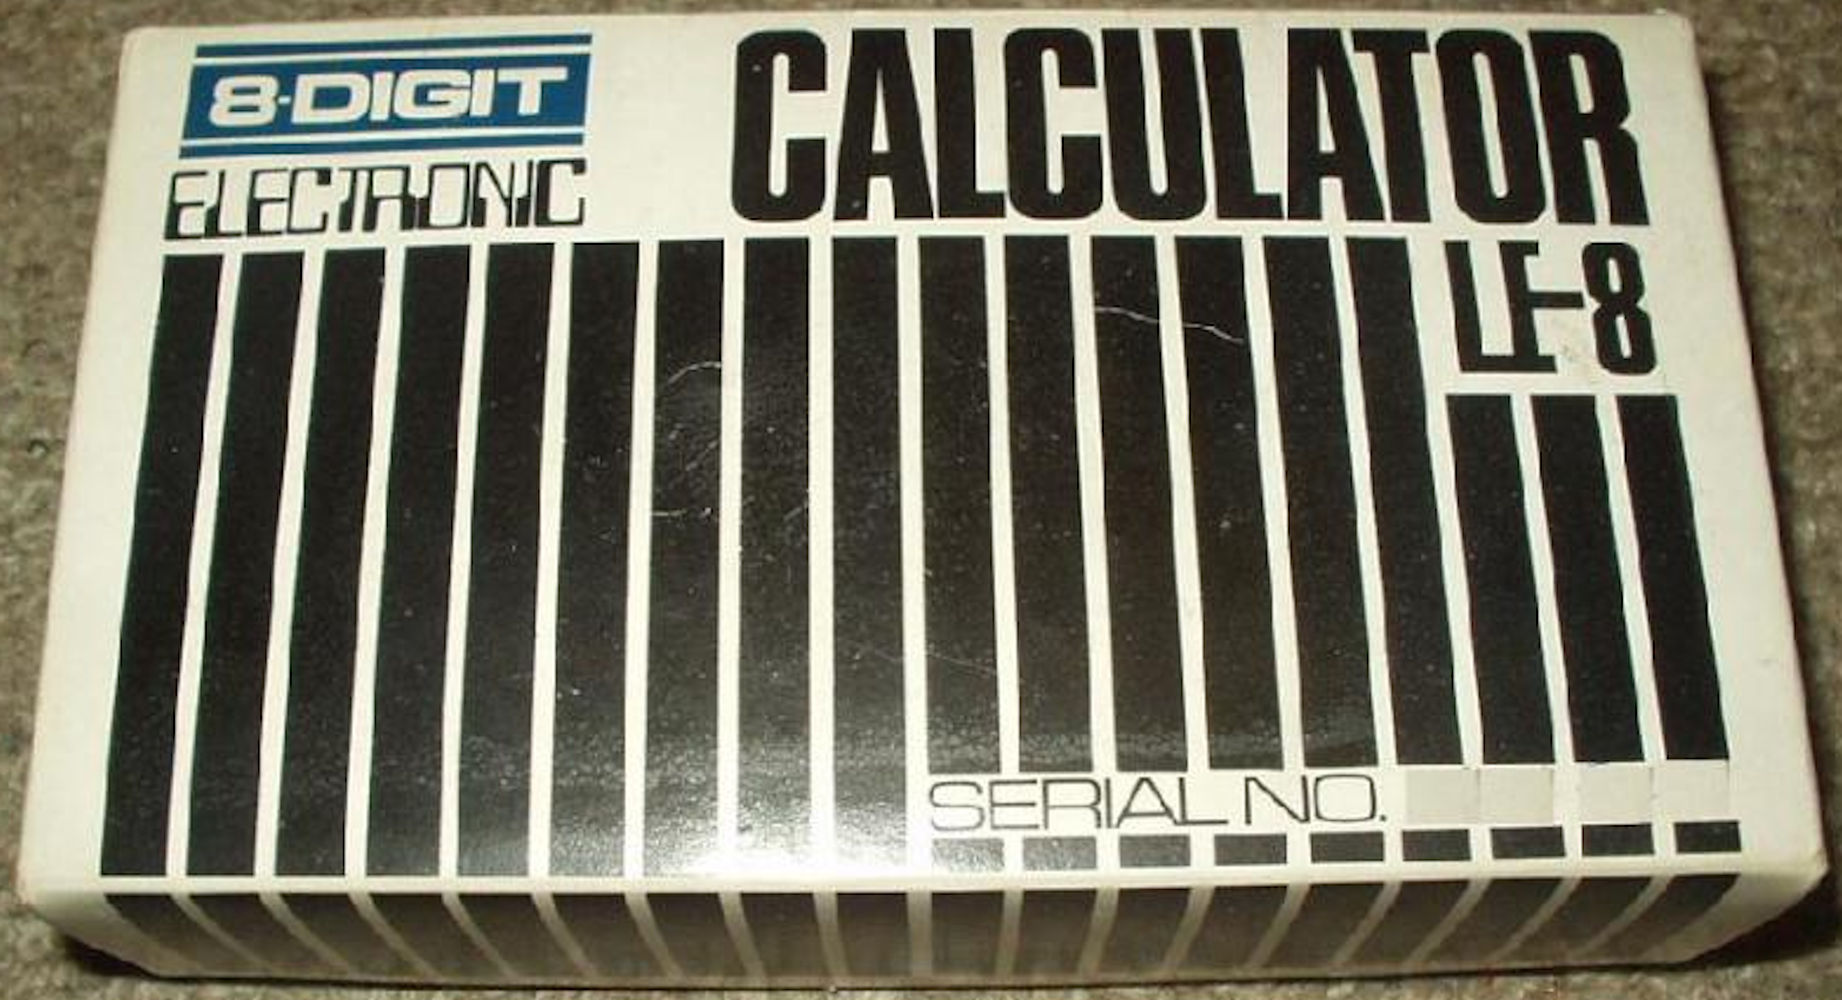 8-DIGIT
ELECTRONIC
CALCULATOR
LE-8
SERIAL NO.